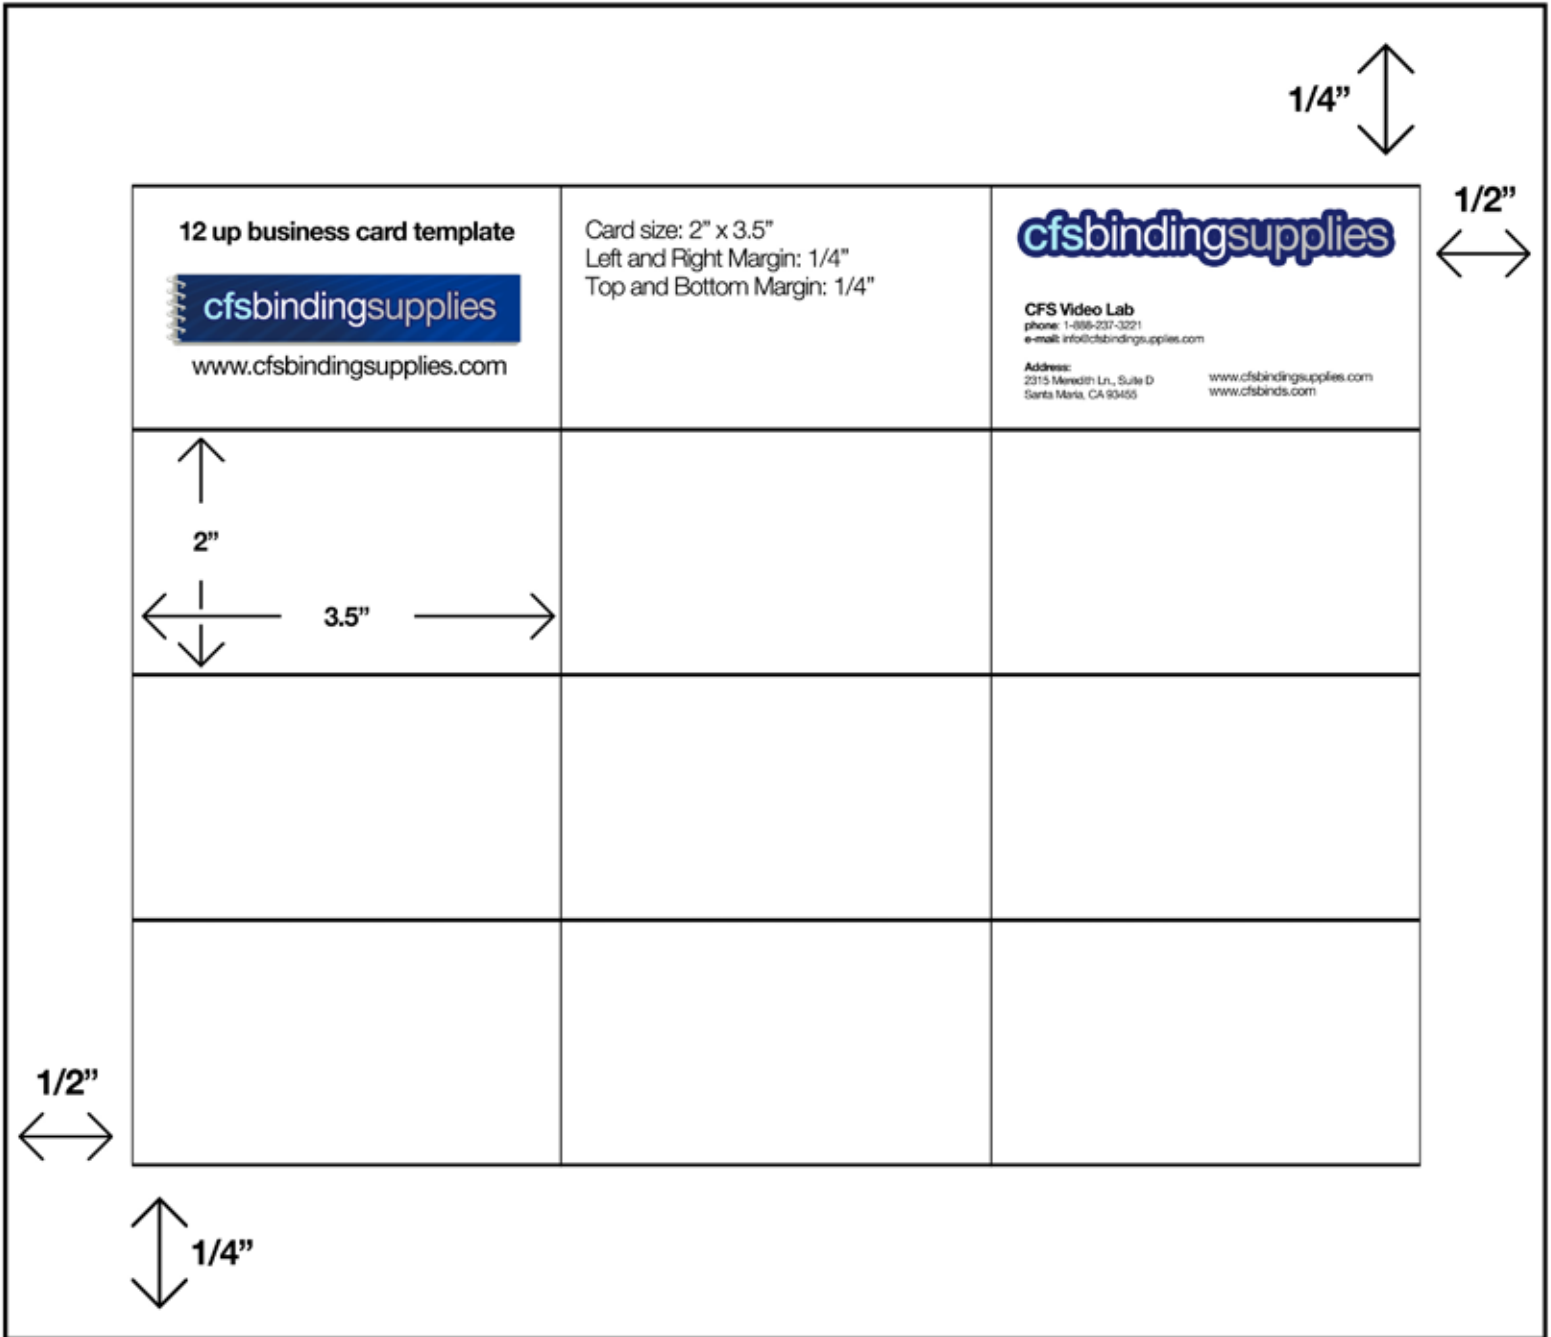 1/4”
1/2”
12 up business card template
cfsbindingsupplies
www.cfsbindingsupplies.com
Card size: 2” x 3.5”
Left and Right Margin: 1/4”
Top and Bottom Margin: 1/4”
cfsbindingsupplies
CFS Video Lab
phone: 1-888-237-3221
e-mail: info@cfsbindingsupplies.com
Address:
2315 Meredith Ln., Suite D
Santa Maria, CA 93455
www.cfsbindingsupplies.com
www.cfsbinds.com
2”
3.5”
1/2”
1/4”